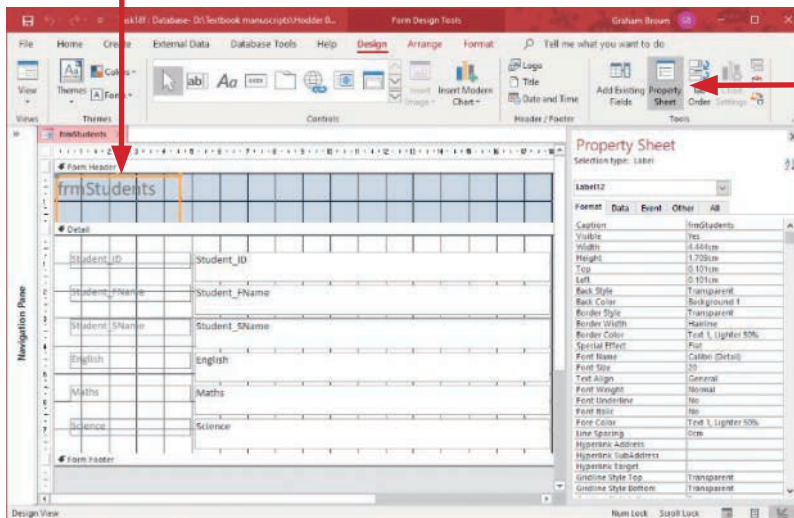 task18f : Database- D:\Textbook manuscripts\Hodder B...
Form Design Tools
Graham Brown
File Home Create External Data Database Tools Help Design Arrange Format Tell me what you want to do
View
Views
Themes
Colors
Fonts
Themes
ab Aa
Insert Image
Insert Modern Chart
Controls
Logo
Title
Date and Time
Header / Footer
Add Existing Fields
Property Sheet
Tab Order
Settings
Tools
frmStudents
Form Header
frmStudents
Detail
Student_ID Student_ID
Student_FName Student_FName
Student_SName Student_SName
English English
Maths Maths
Science Science
Form Footer
Navigation Pane
Property Sheet
Selection type: Label
Label12
Format Data Event Other All
Caption frmStudents
Visible Yes
Width 4.444cm
Height 1.709cm
Top 0.101cm
Left 0.101cm
Back Style Transparent
Back Color Background 1
Border Style Transparent
Border Width Hairline
Border Color Text 1, Lighter 50%
Special Effect Flat
Font Name Calibri (Detail)
Font Size 20
Text Align General
Font Weight Normal
Font Underline No
Font Italic No
Fore Color Text 1, Lighter 50%
Line Spacing 0cm
Hyperlink Address
Hyperlink SubAddress
Hyperlink Target
Gridline Style Top Transparent
Gridline Style Bottom Transparent
Design View
Num Lock Scroll Lock